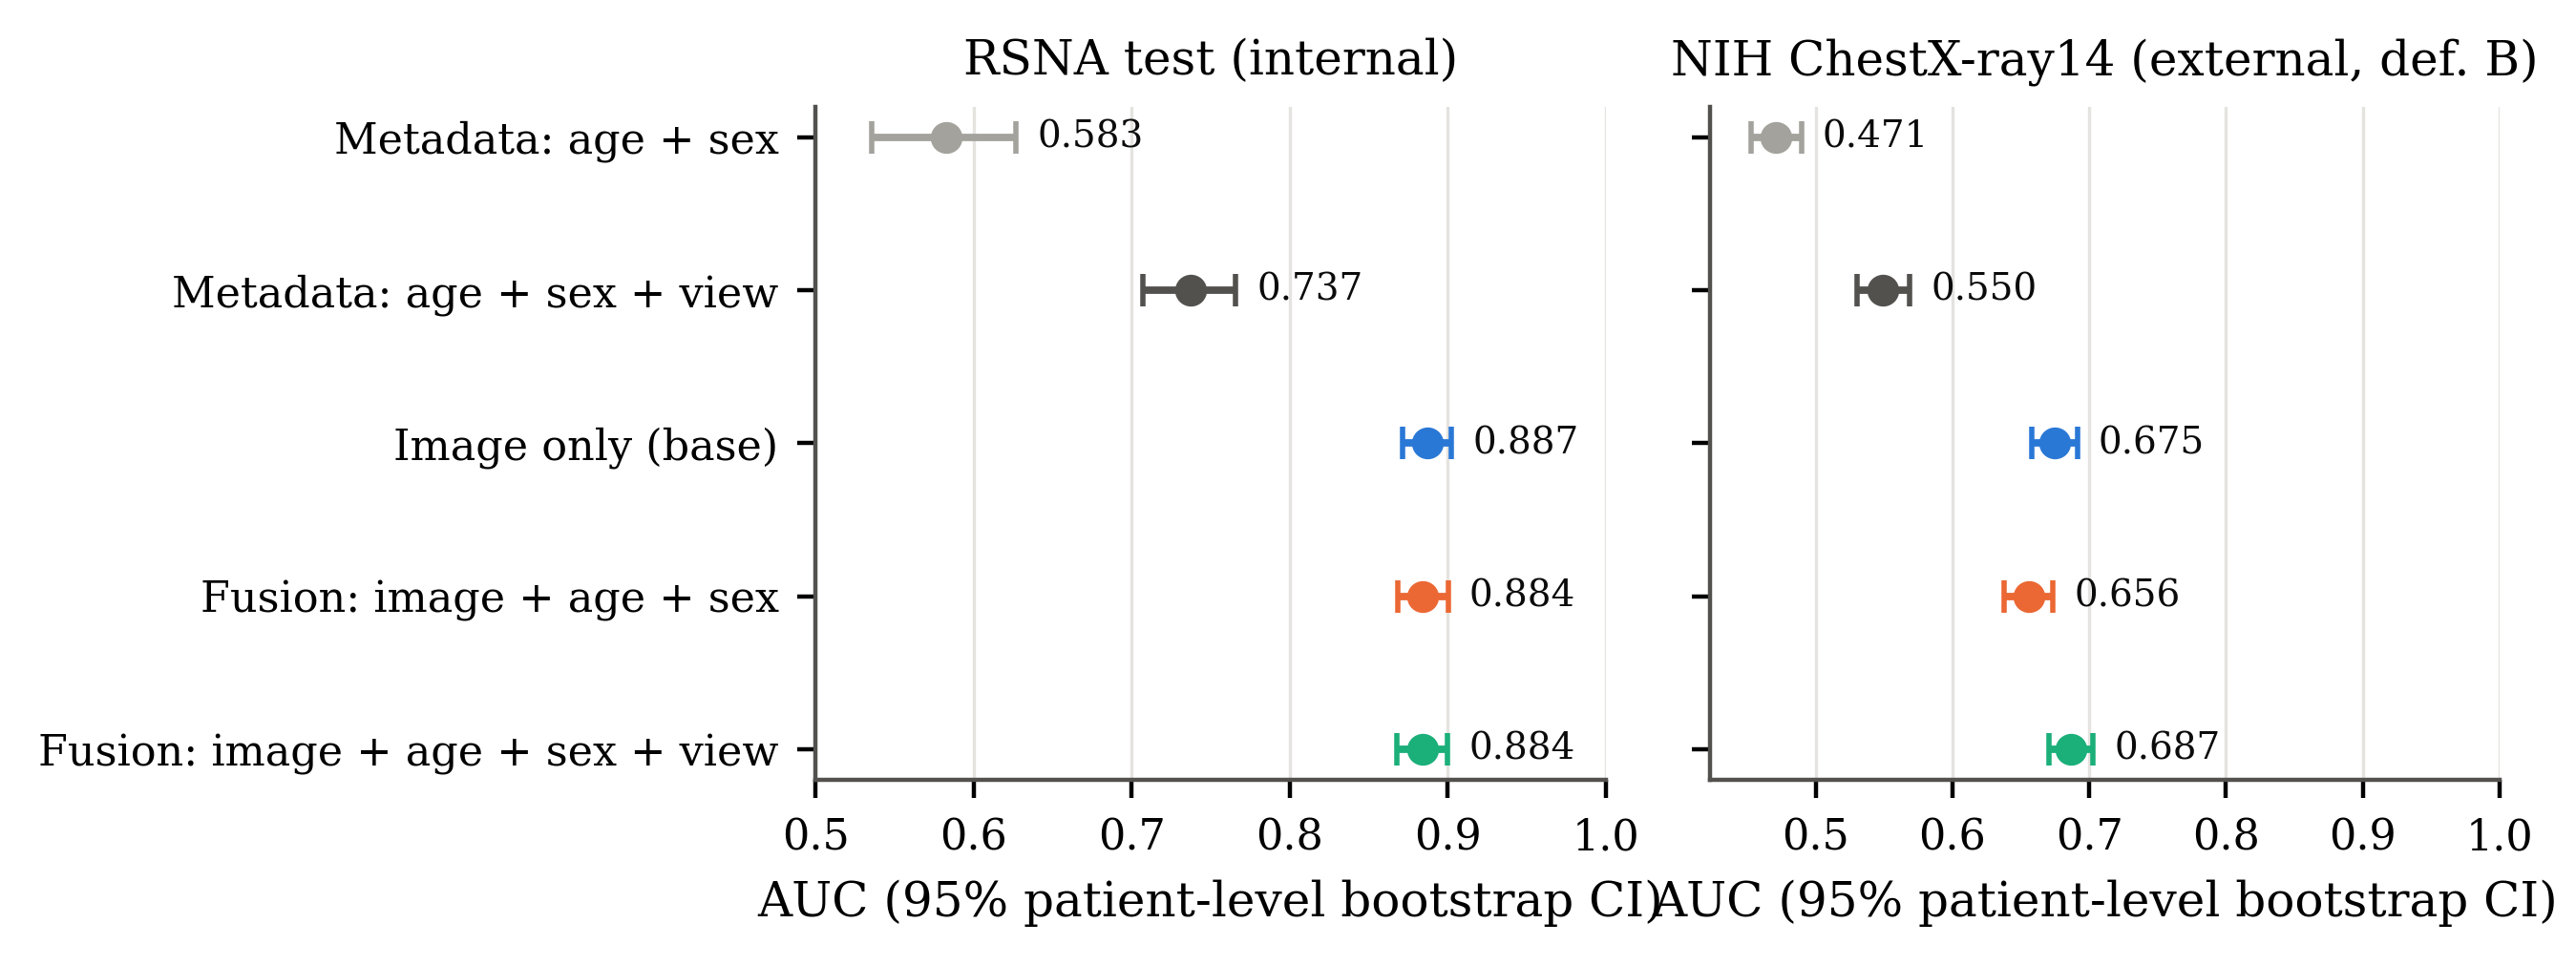 RSNA test (internal)
NIH ChestX-ray14 (external, def. B)
Metadata: age + sex
0.583
0.471
Metadata: age + sex + view
0.737
0.550
Image only (base)
0.887
0.675
Fusion: image + age + sex
0.884
0.656
Fusion: image + age + sex + view
0.884
0.687
0.5 0.6 0.7 0.8 0.9 1.0
0.5 0.6 0.7 0.8 0.9 1.0
AUC (95% patient-level bootstrap CI)
AUC (95% patient-level bootstrap CI)